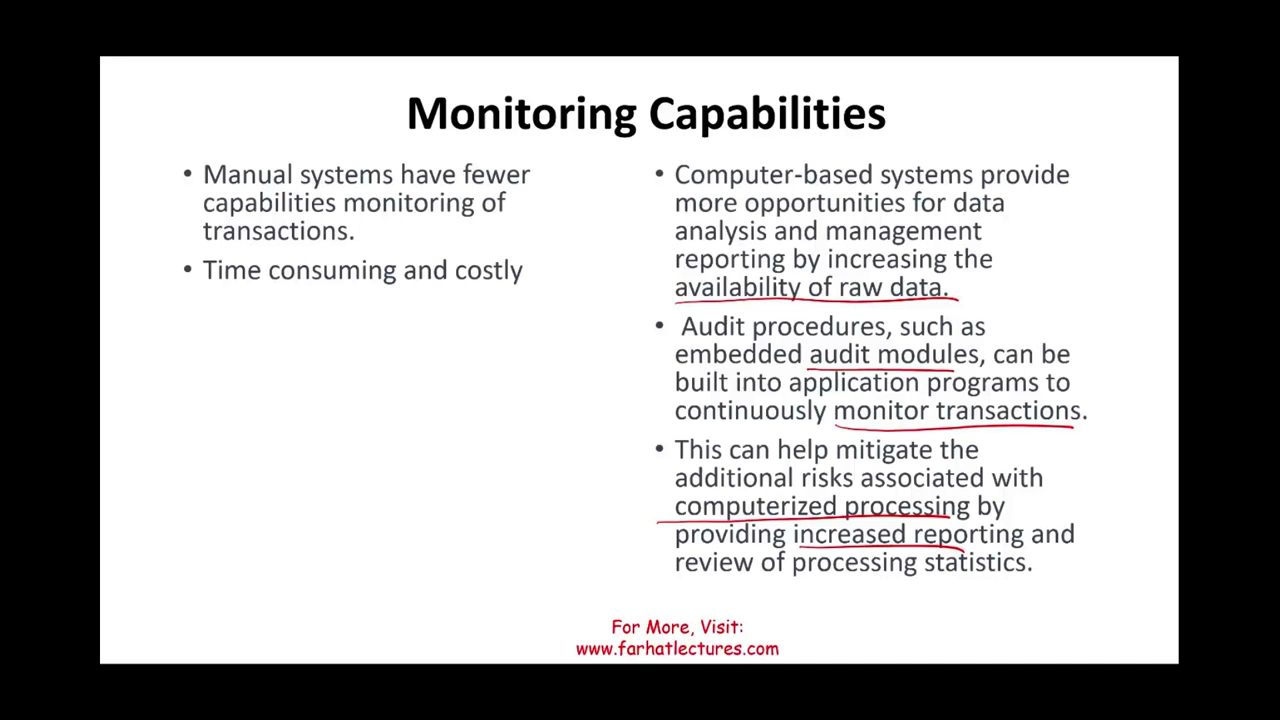 Monitoring Capabilities
• Manual systems have fewer
capabilities monitoring of
transactions.
• Time consuming and costly
• Computer-based systems provide
more opportunities for data
analysis and management
reporting by increasing the
availability of raw data.
• Audit procedures, such as
embedded audit modules, can be
built into application programs to
continuously monitor transactions.
• This can help mitigate the
additional risks associated with
computerized processing by
providing increased reporting and
review of processing statistics.
For More, Visit:
www.farhatlectures.com